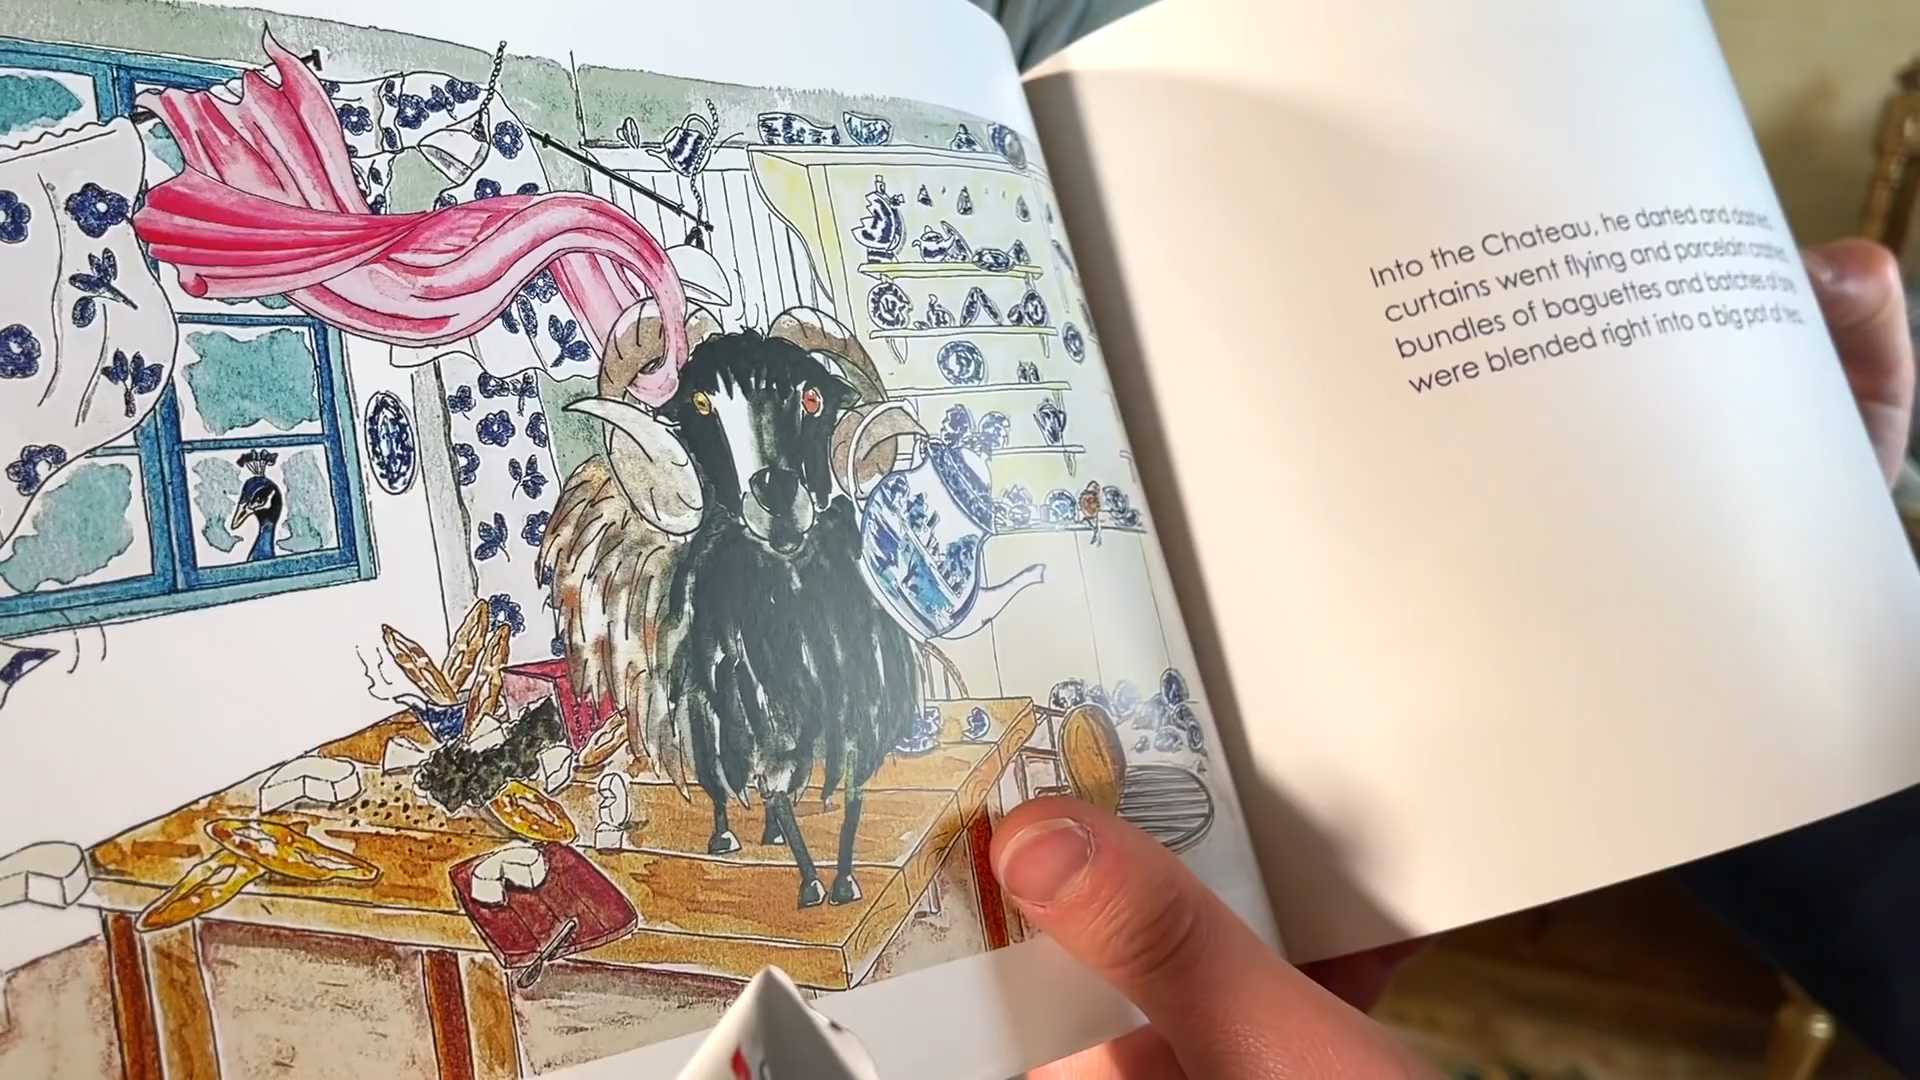 Into the Chateau, he darted and dashed
curtains went flying and porcelain crashed
bundles of baguettes and batches of
were blended right into a big pot of tea.